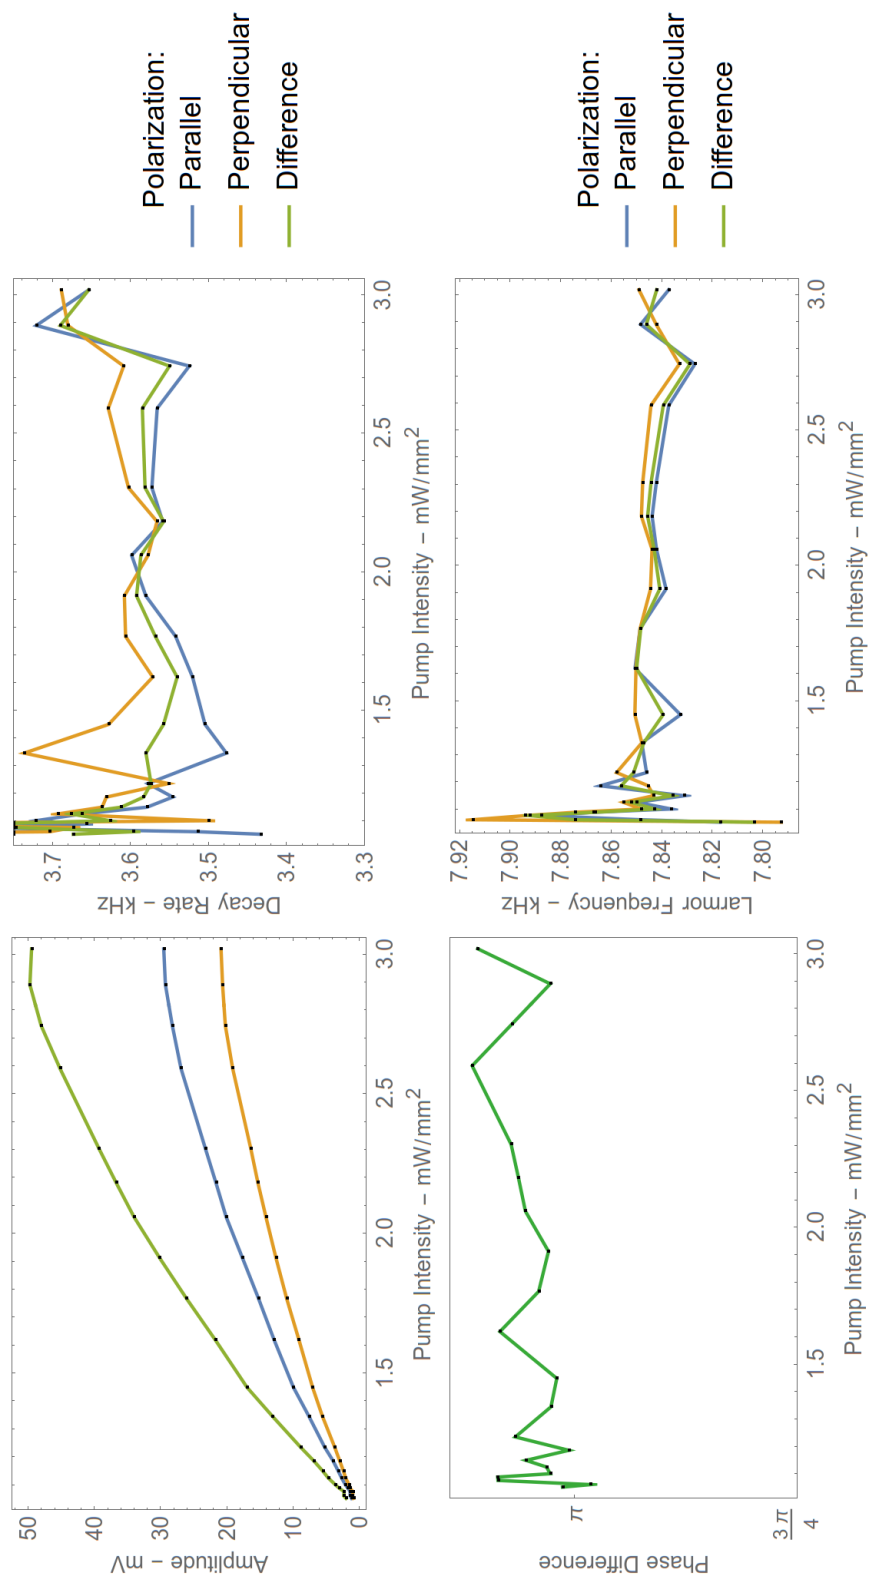 Amplitude – mV
50
40
30
20
10
0
1.5 2.0 2.5 3.0
Pump Intensity – mW/mm²
Decay Rate – kHz
3.7
3.6
3.5
3.4
3.3
1.5 2.0 2.5 3.0
Pump Intensity – mW/mm²
Polarization:
Parallel
Perpendicular
Difference
Phase Difference
π
3 π
4
1.5 2.0 2.5 3.0
Pump Intensity – mW/mm²
Larmor Frequency – kHz
7.92
7.90
7.88
7.86
7.84
7.82
7.80
1.5 2.0 2.5 3.0
Pump Intensity – mW/mm²
Polarization:
Parallel
Perpendicular
Difference